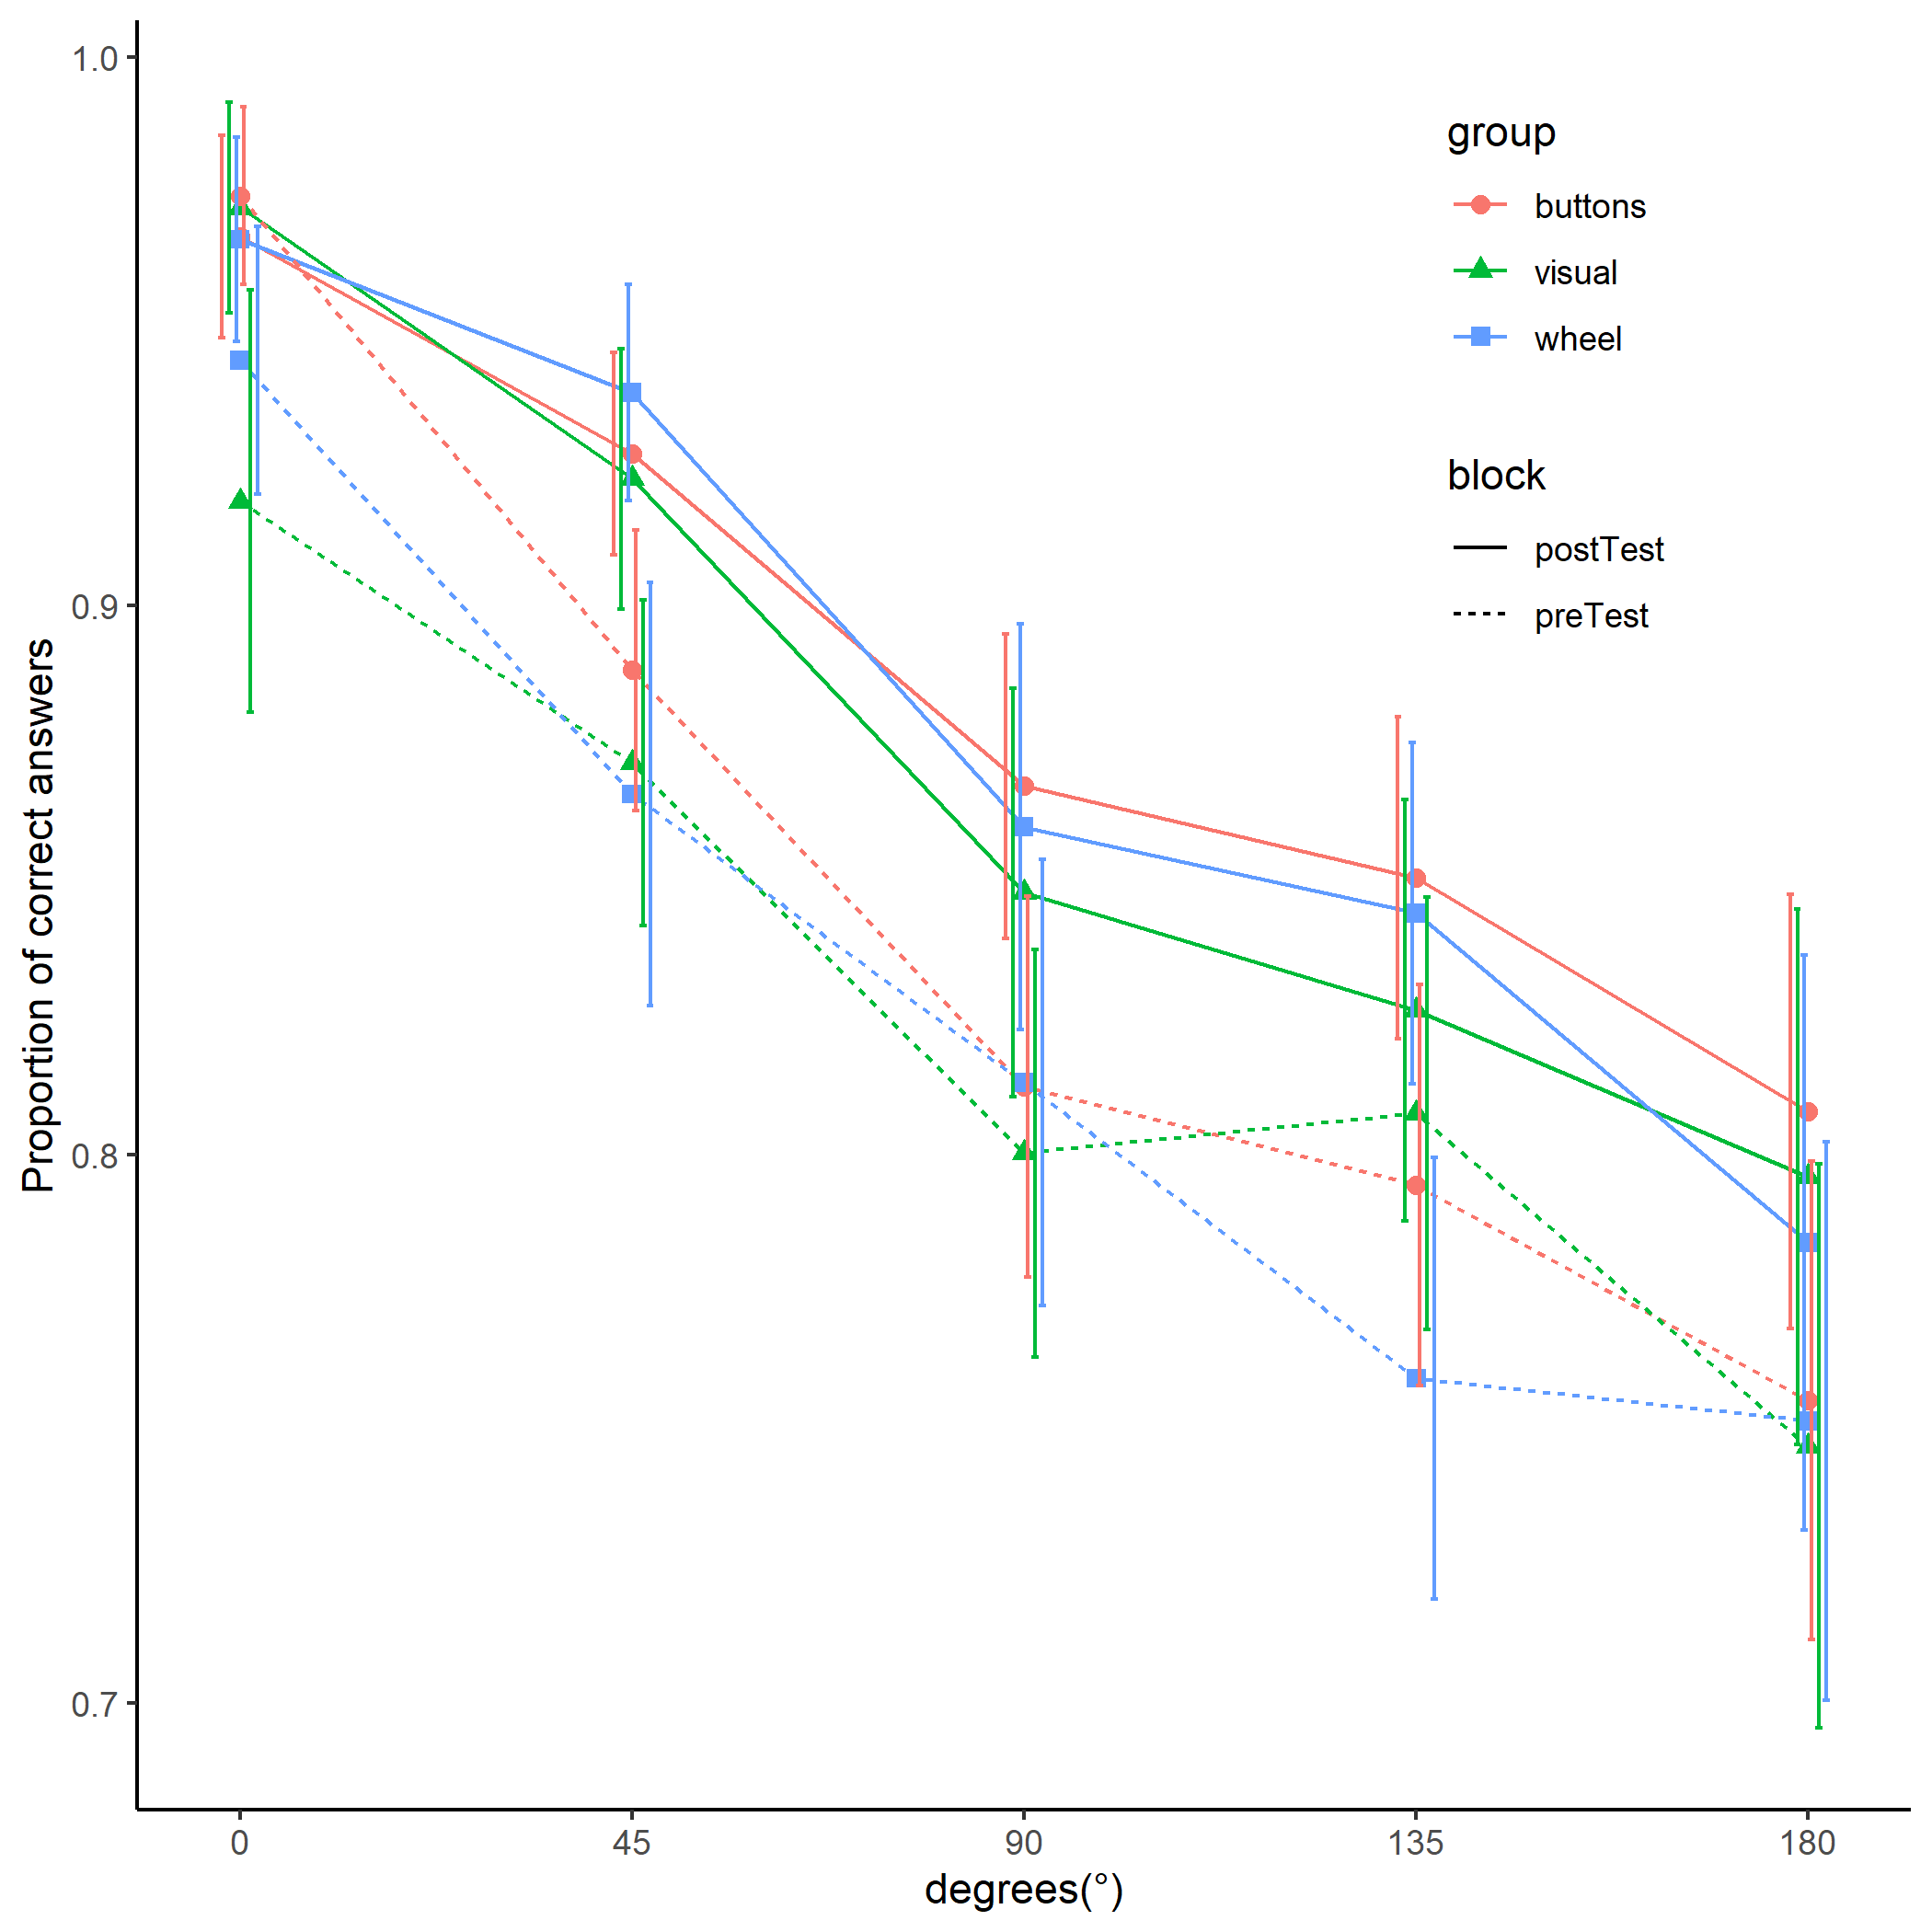 1.0
0.9
0.8
0.7
Proportion of correct answers
group
buttons
visual
wheel
block
postTest
preTest
0
45
90
135
180
degrees(°)